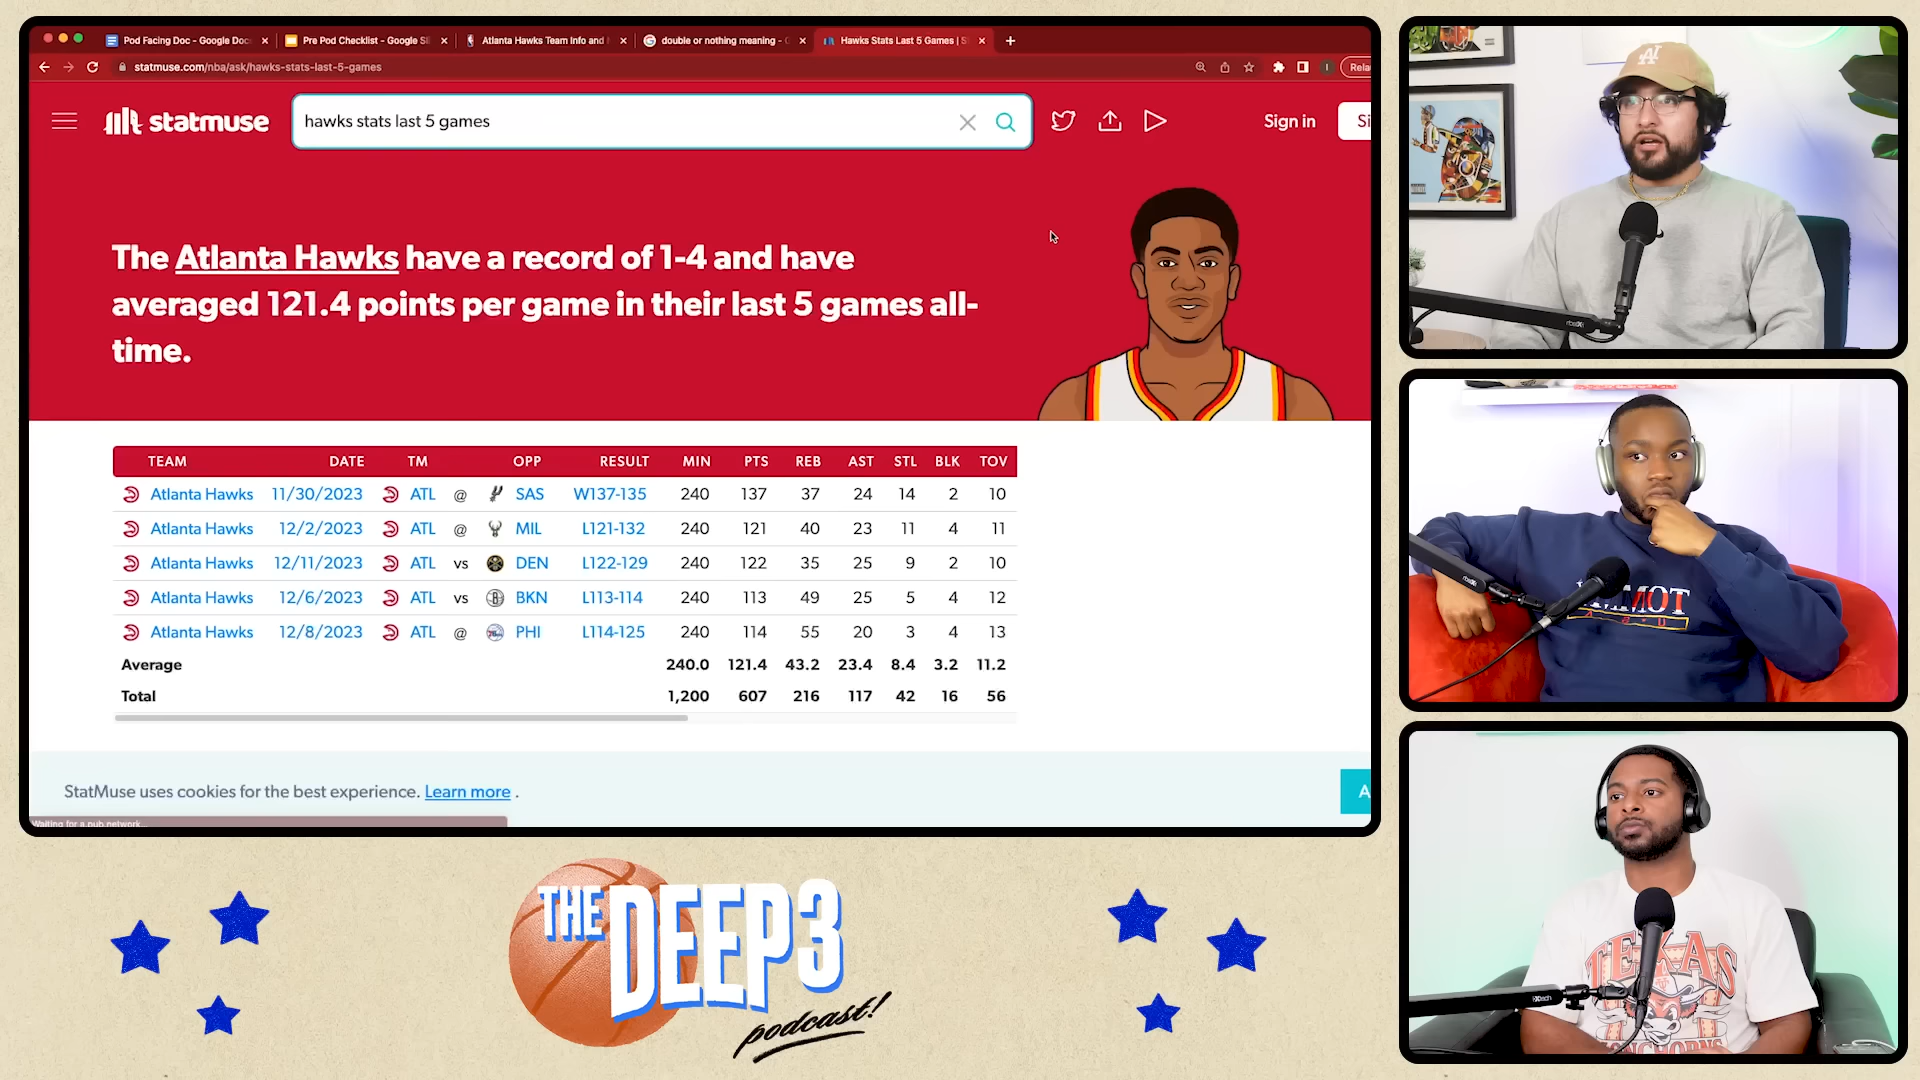 Pod Facing Doc - Google Doc
Pre Pod Checklist - Google Sl
Atlanta Hawks Team Info and
double or nothing meaning - G
Hawks Stats Last 5 Games | S
statmuse.com/nba/ask/hawks-stats-last-5-games
Rela
statmuse
hawks stats last 5 games
Sign in
Si
The Atlanta Hawks have a record of 1-4 and have
averaged 121.4 points per game in their last 5 games all-
time.
TEAM DATE TM OPP RESULT MIN PTS REB AST STL BLK TOV
Atlanta Hawks 11/30/2023 ATL @ SAS W137-135 240 137 37 24 14 2 10
Atlanta Hawks 12/2/2023 ATL @ MIL L121-132 240 121 40 23 11 4 11
Atlanta Hawks 12/11/2023 ATL vs DEN L122-129 240 122 35 25 9 2 10
Atlanta Hawks 12/6/2023 ATL vs BKN L113-114 240 113 49 25 5 4 12
Atlanta Hawks 12/8/2023 ATL @ PHI L114-125 240 114 55 20 3 4 13
Average 240.0 121.4 43.2 23.4 8.4 3.2 11.2
Total 1,200 607 216 117 42 16 56
StatMuse uses cookies for the best experience. Learn more .
A
Waiting for a pub network...
THE DEEP3
podcast!
TEXAS